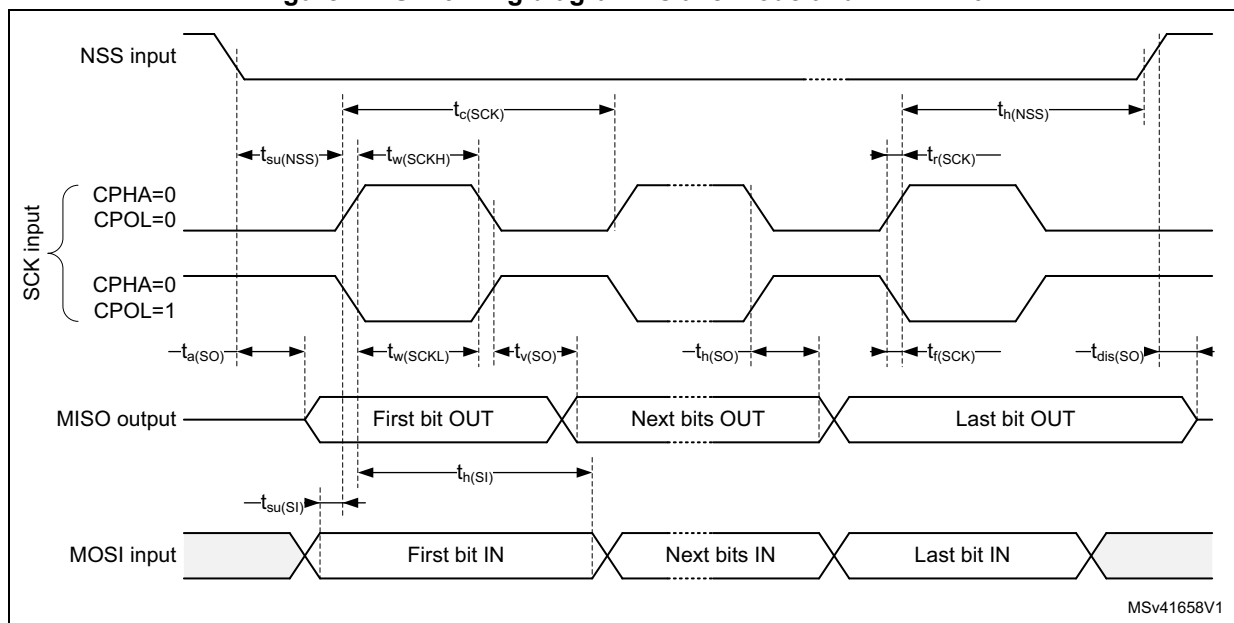 NSS input
tc(SCK)
th(NSS)
tsu(NSS)
tw(SCKH)
tr(SCK)
SCK input
CPHA=0
CPOL=0
CPHA=0
CPOL=1
ta(SO)
tw(SCKL)
tv(SO)
th(SO)
tf(SCK)
tdis(SO)
MISO output
First bit OUT
Next bits OUT
Last bit OUT
th(SI)
tsu(SI)
MOSI input
First bit IN
Next bits IN
Last bit IN
MSv41658V1